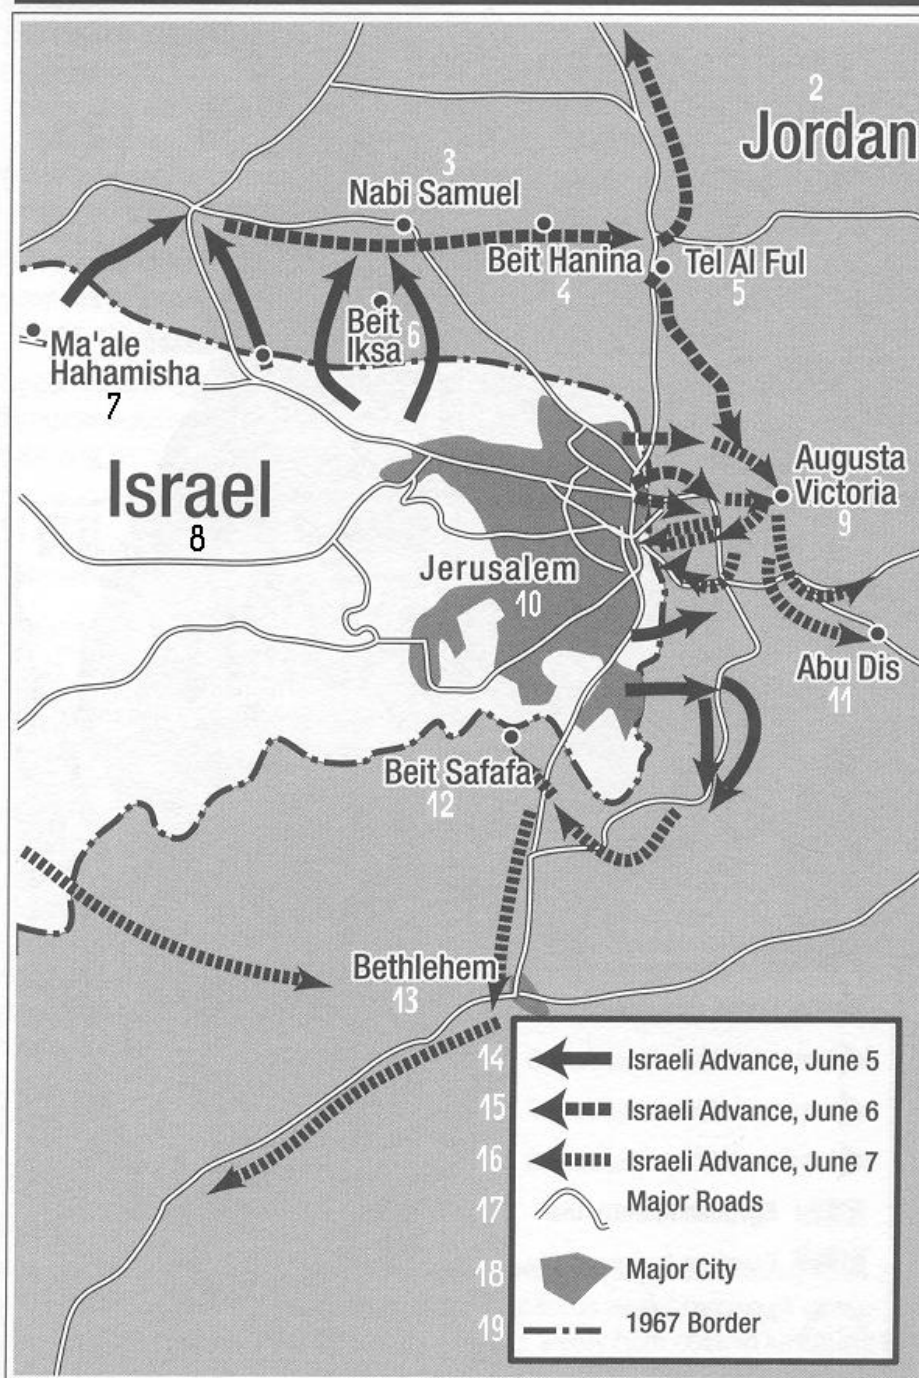 2
Jordan
3
Nabi Samuel
Beit Hanina
4
Tel Al Ful
5
Beit
Iksa
6
Ma'ale
Hahamisha
7
Israel
8
Augusta
Victoria
9
Jerusalem
10
Abu Dis
11
Beit Safafa
12
Bethlehem
13
14
Israeli Advance, June 5
15
Israeli Advance, June 6
16
Israeli Advance, June 7
17
Major Roads
18
Major City
19
1967 Border